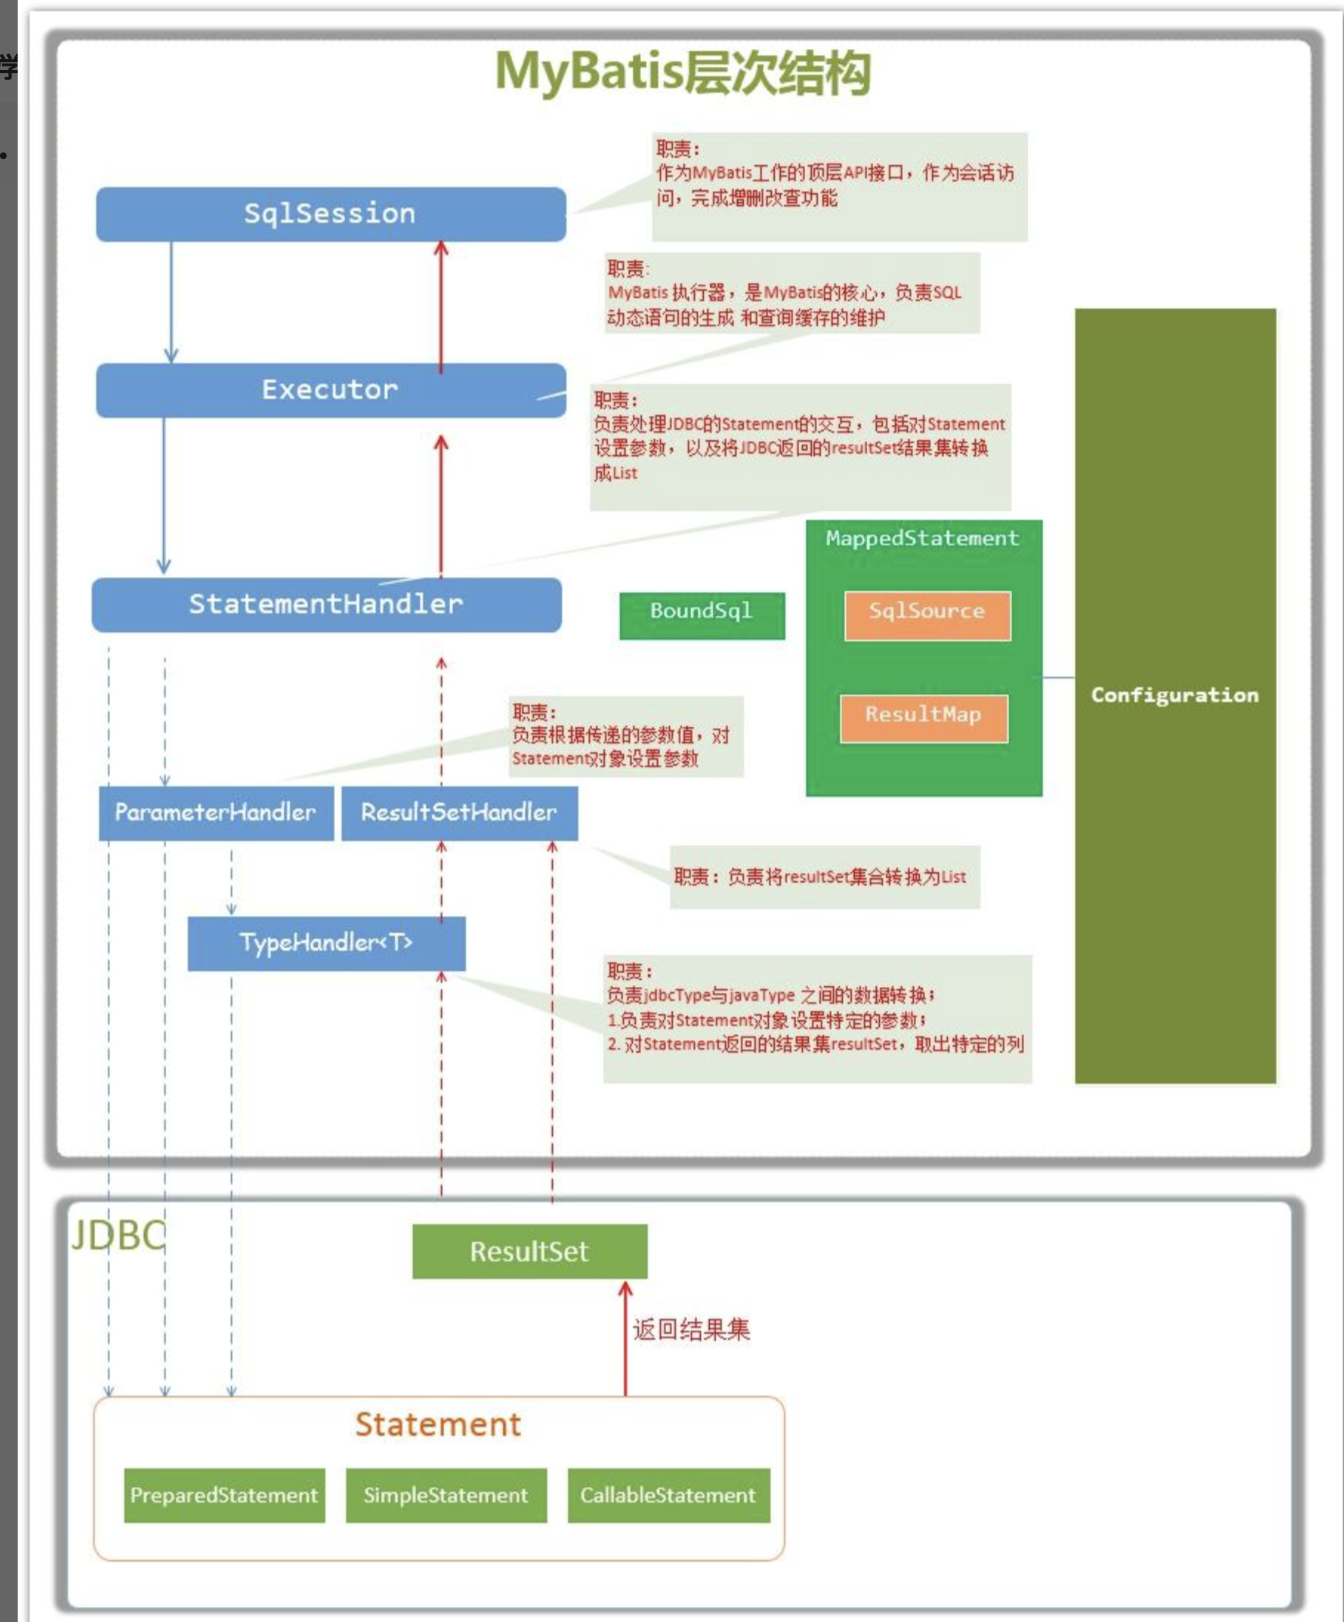 学
MyBatis层次结构
职责：
作为MyBatis工作的顶层API接口，作为会话访
问，完成增删改查功能
SqlSession
职责:
MyBatis 执行器，是MyBatis的核心，负责SQL
动态语句的生成 和查询缓存的维护
Executor
职责：
负责处理JDBC的Statement的交互，包括对Statement
设置参数，以及将JDBC返回的resultSet结果集转换
成List
StatementHandler
BoundSql
MappedStatement
SqlSource
ResultMap
Configuration
职责：
负责根据传递的参数值，对
Statement对象设置参数
ParameterHandler
ResultSetHandler
职责：负责将resultSet集合转换为List
TypeHandler<T>
职责：
负责jdbcType与javaType 之间的数据转换；
1.负责对Statement对象设置特定的参数；
2. 对Statement返回的结果集resultSet，取出特定的列
JDBC
ResultSet
返回结果集
Statement
PreparedStatement
SimpleStatement
CallableStatement